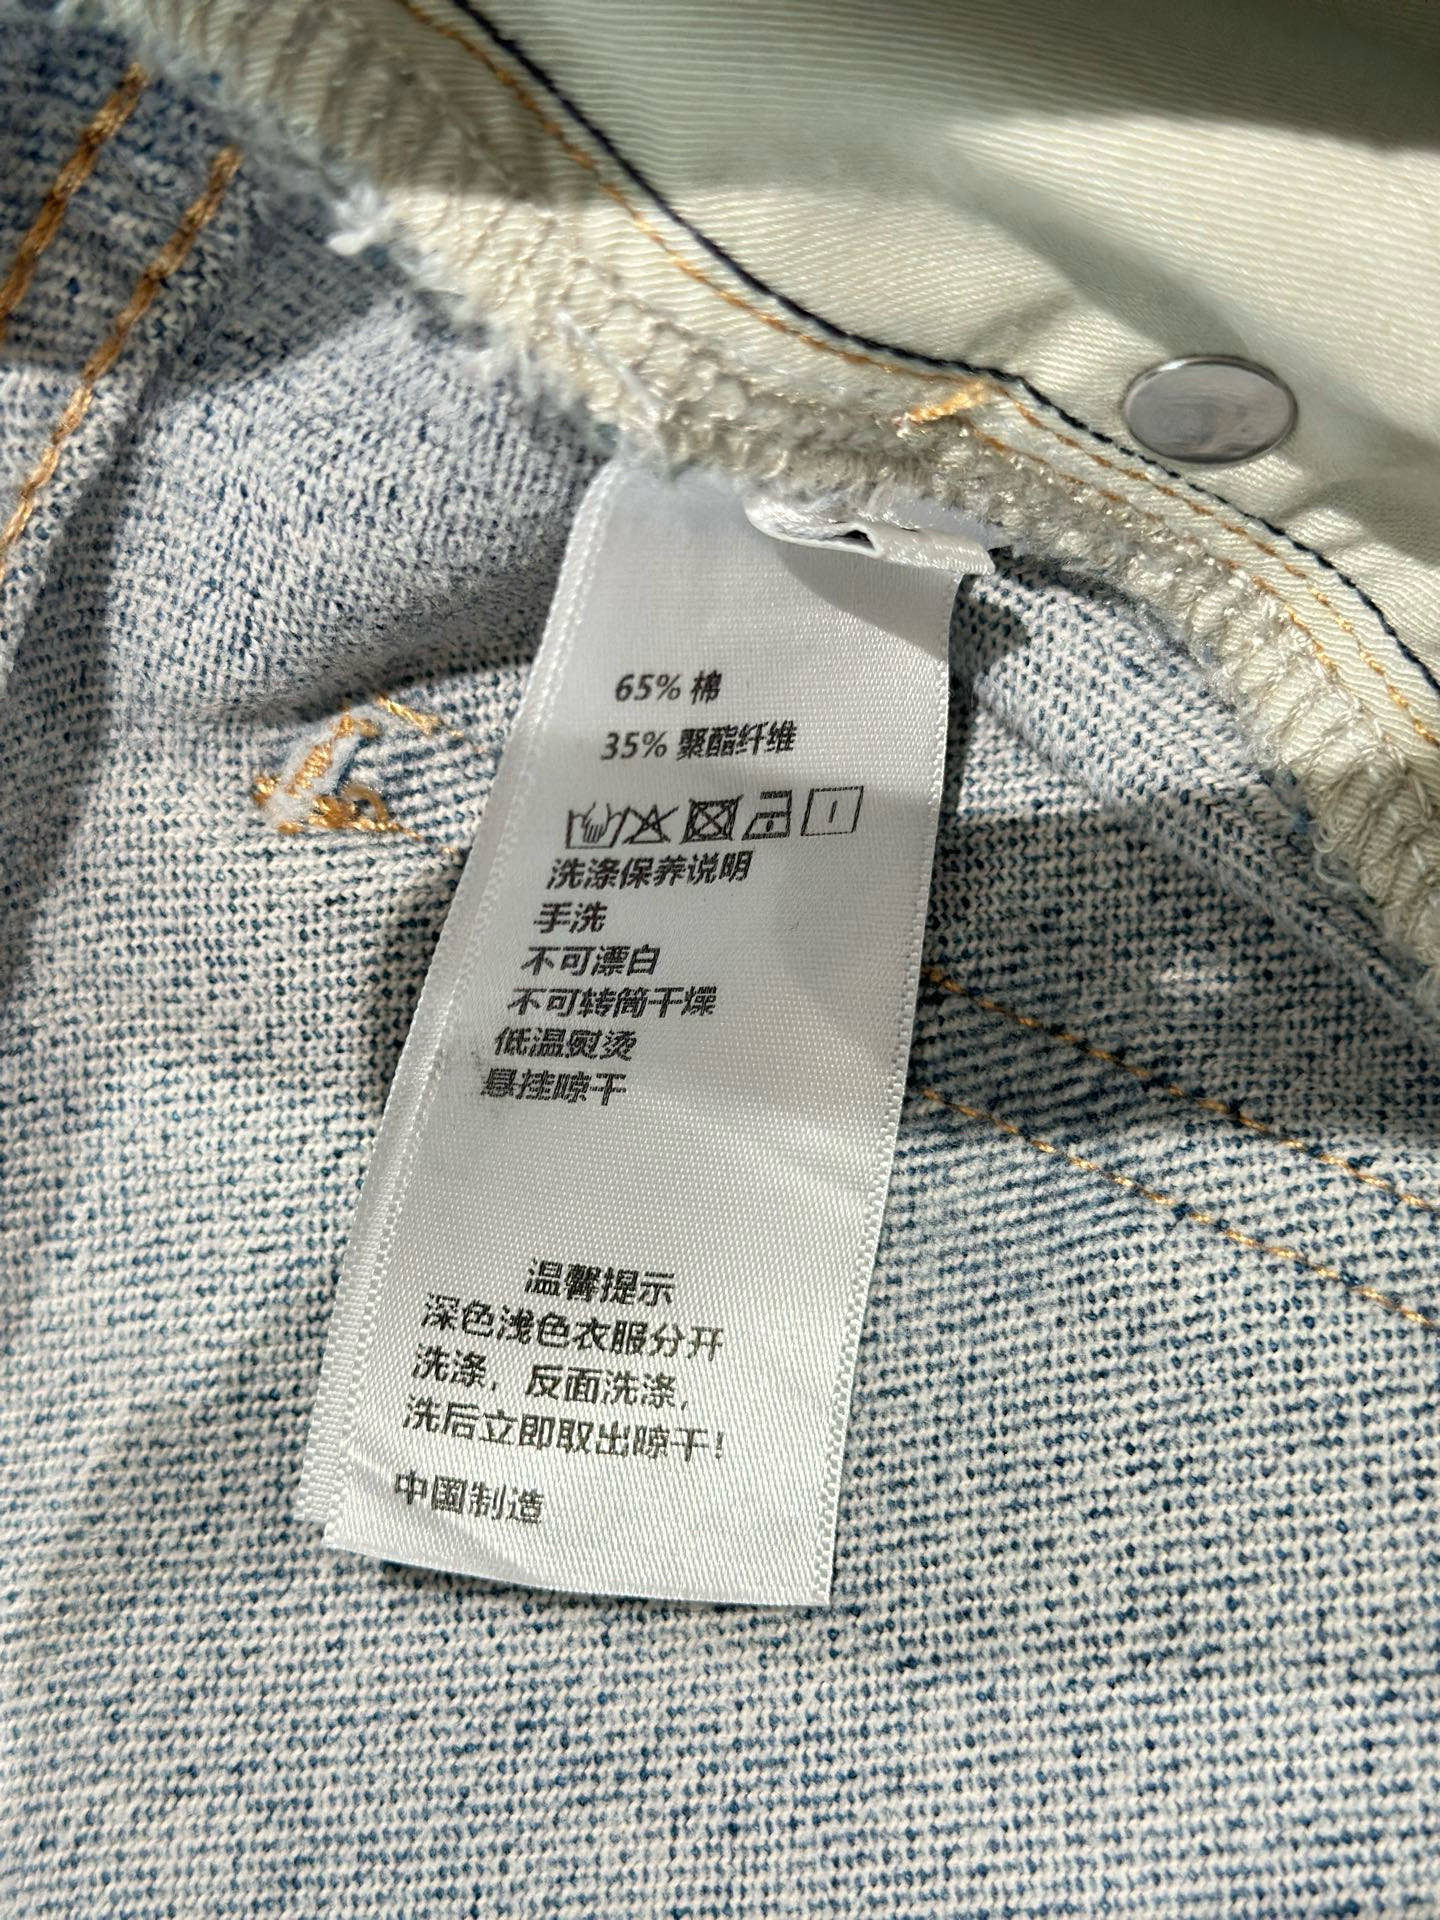 65% 棉
35% 聚酯纤维
洗涤保养说明
手洗
不可漂白
不可转筒干燥
低温熨烫
悬挂晾干
温馨提示
深色浅色衣服分开
洗涤，反面洗涤，
洗后立即取出晾干！
中国制造